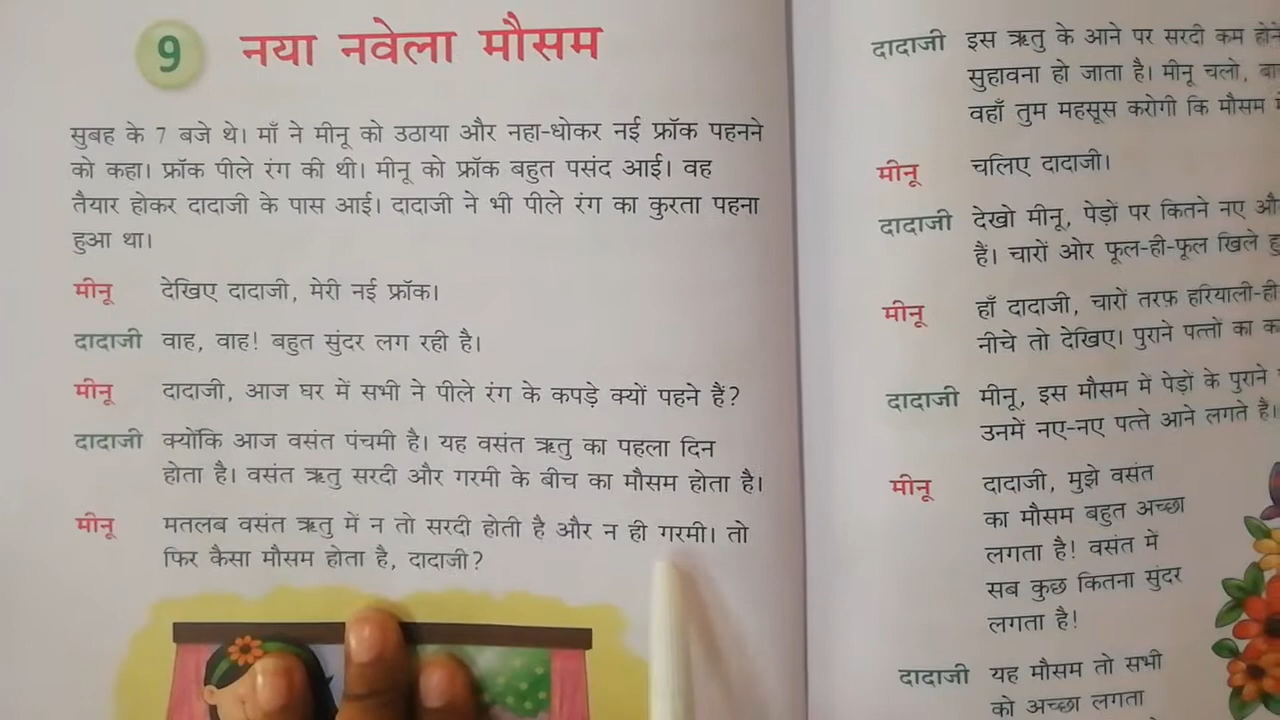 9 नया नवेला मौसम
सुबह के 7 बजे थे। माँ ने मीनू को उठाया और नहा-धोकर नई फ्रॉक पहनने
को कहा। फ्रॉक पीले रंग की थी। मीनू को फ्रॉक बहुत पसंद आई। वह
तैयार होकर दादाजी के पास आई। दादाजी ने भी पीले रंग का कुरता पहना
हुआ था।
मीनू देखिए दादाजी, मेरी नई फ्रॉक।
दादाजी वाह, वाह! बहुत सुंदर लग रही है।
मीनू दादाजी, आज घर में सभी ने पीले रंग के कपड़े क्यों पहने हैं?
दादाजी क्योंकि आज वसंत पंचमी है। यह वसंत ऋतु का पहला दिन
होता है। वसंत ऋतु सरदी और गरमी के बीच का मौसम होता है।
मीनू मतलब वसंत ऋतु में न तो सरदी होती है और न ही गरमी। तो
फिर कैसा मौसम होता है, दादाजी?
दादाजी इस ऋतु के आने पर सरदी कम
सुहावना हो जाता है। मीनू चलो,
वहाँ तुम महसूस करोगी कि मौसम
मीनू चलिए दादाजी।
दादाजी देखो मीनू, पेड़ों पर कितने नए
हैं। चारों ओर फूल-ही-फूल खिले
मीनू हाँ दादाजी, चारों तरफ़ हरियाली-ही
नीचे तो देखिए। पुराने पत्तों का
दादाजी मीनू, इस मौसम में पेड़ों के पुराने
उनमें नए-नए पत्ते आने लगते हैं।
मीनू दादाजी, मुझे वसंत
का मौसम बहुत अच्छा
लगता है! वसंत में
सब कुछ कितना सुंदर
लगता है!
दादाजी यह मौसम तो सभी
को अच्छा लगता